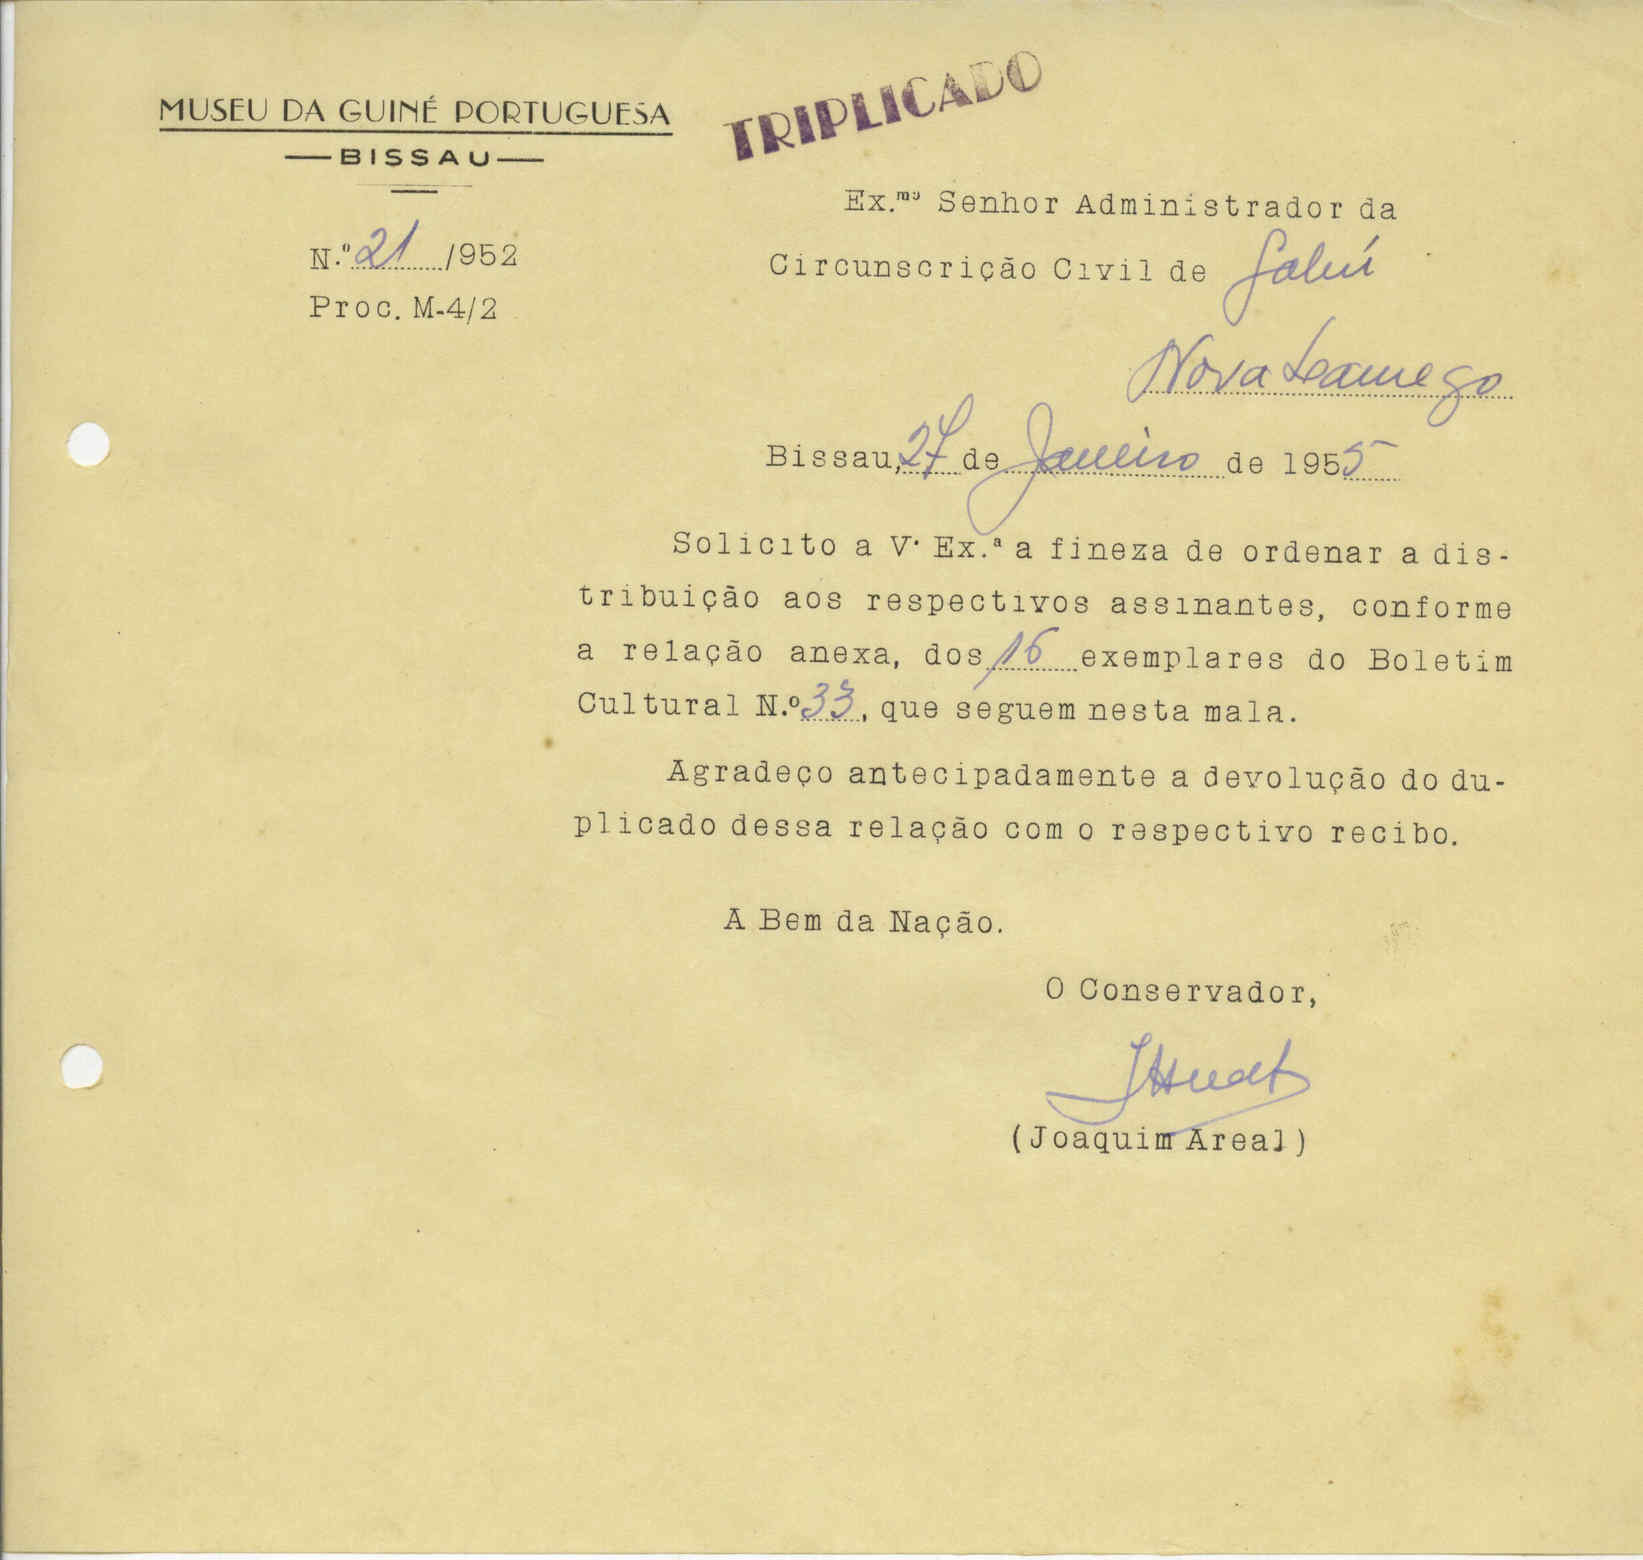 MUSEU DA GUINÉ PORTUGUESA
—BISSAU—
TRIPLICADO
N.º 21 /952
Proc. M-4/2
Ex.mo Senhor Administrador da
Circunscrição Civil de Gabú
Nova Lamego
Bissau, 27 de Janeiro de 1955
Solicito a V. Ex.ª a fineza de ordenar a dis-
tribuição aos respectivos assinantes, conforme
a relação anexa, dos 16 exemplares do Boletim
Cultural N.º 33, que seguem nesta mala.
Agradeço antecipadamente a devolução do du-
plicado dessa relação com o respectivo recibo.
A Bem da Nação.
O Conservador,
(Joaquim Areal)